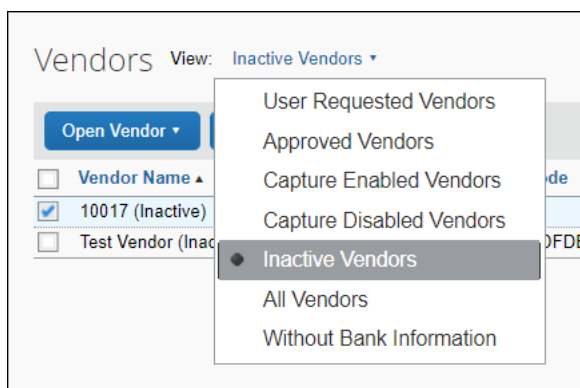 Vendors View: Inactive Vendors
User Requested Vendors
Open Vendor
Approved Vendors
Vendor Name
Capture Enabled Vendors
10017 (Inactive)
Capture Disabled Vendors
Test Vendor
Inactive Vendors
All Vendors
Without Bank Information